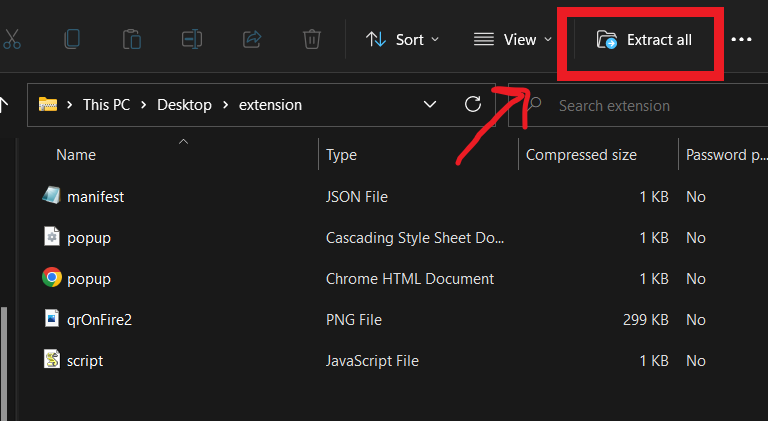 Sort View Extract all
This PC Desktop extension Search extension
Name Type Compressed size Password p...
manifest JSON File 1 KB No
popup Cascading Style Sheet Do... 1 KB No
popup Chrome HTML Document 1 KB No
qrOnFire2 PNG File 299 KB No
script JavaScript File 1 KB No